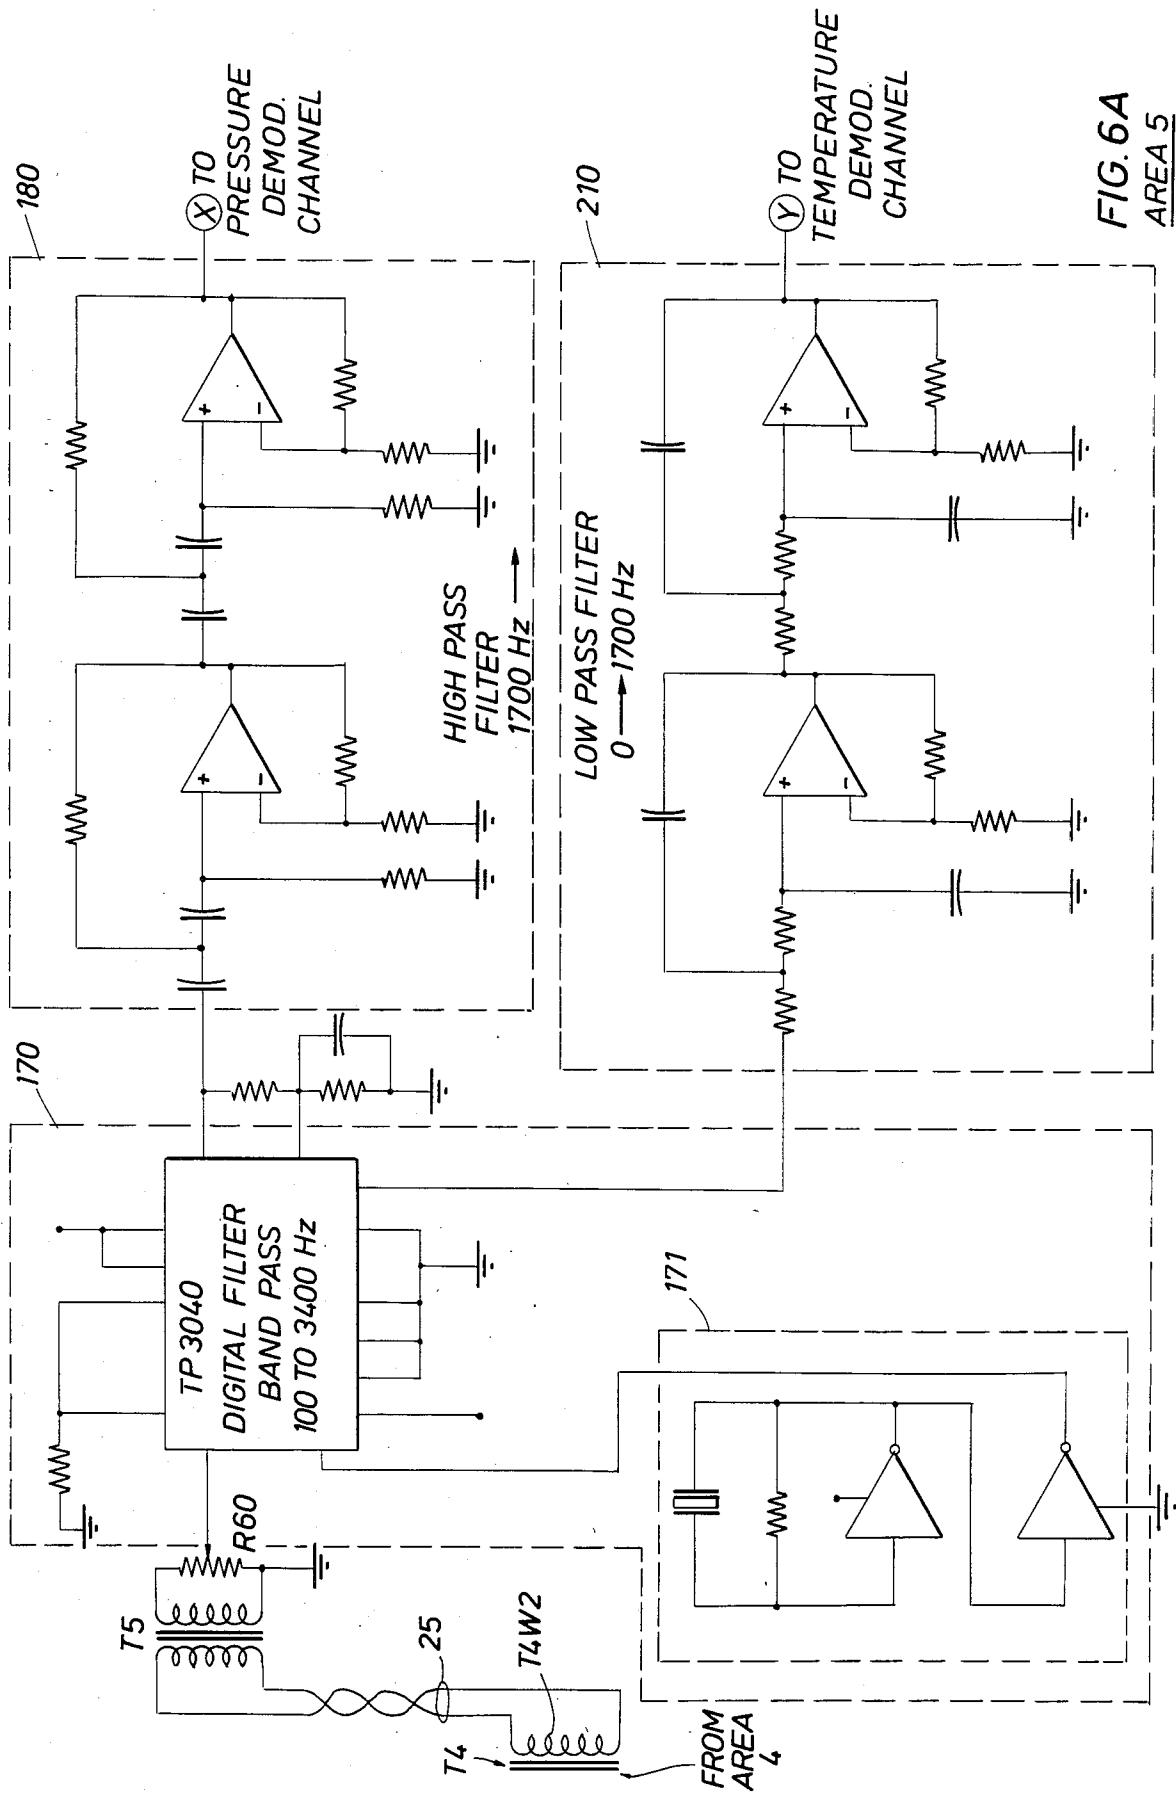 180
X TO
PRESSURE
DEMOD.
CHANNEL
+
−
+
−
HIGH PASS
FILTER
1700 Hz
170
TP3040
DIGITAL FILTER
BAND PASS
100 TO 3400 Hz
R60
T5
25
T4W2
T4
FROM
AREA
4
171
210
Y TO
TEMPERATURE
DEMOD.
CHANNEL
LOW PASS FILTER
0 → 1700 Hz
+
−
+
−
FIG. 6A
AREA 5